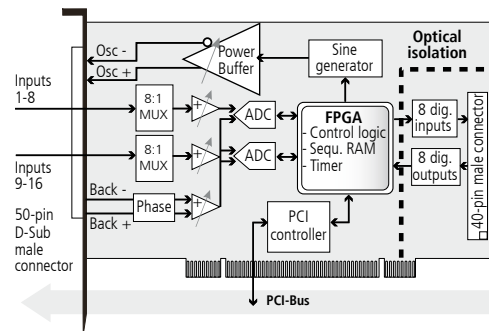 Osc -
Osc +
Power
Buffer
Sine
generator
Optical
isolation
Inputs
1-8
8:1
MUX
+
ADC
FPGA
- Control logic
- Sequ. RAM
- Timer
8 dig.
inputs
40-pin male connector
8:1
MUX
+
ADC
8 dig.
outputs
Inputs
9-16
Back -
Back +
Phase
+
PCI
controller
50-pin
D-Sub
male
connector
PCI-Bus